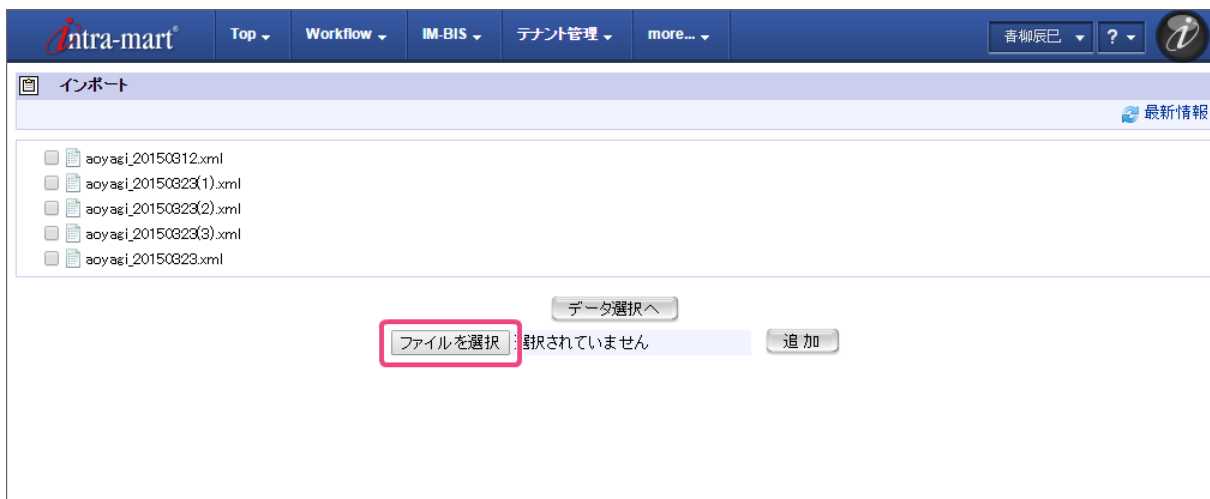 intra-mart® Top Workflow IM-BIS テナント管理 more... 青柳辰巳 ?
インポート
最新情報
aoyagi_20150312.xml
aoyagi_20150323(1).xml
aoyagi_20150323(2).xml
aoyagi_20150323(3).xml
aoyagi_20150323.xml
データ選択へ
ファイルを選択 選択されていません 追加